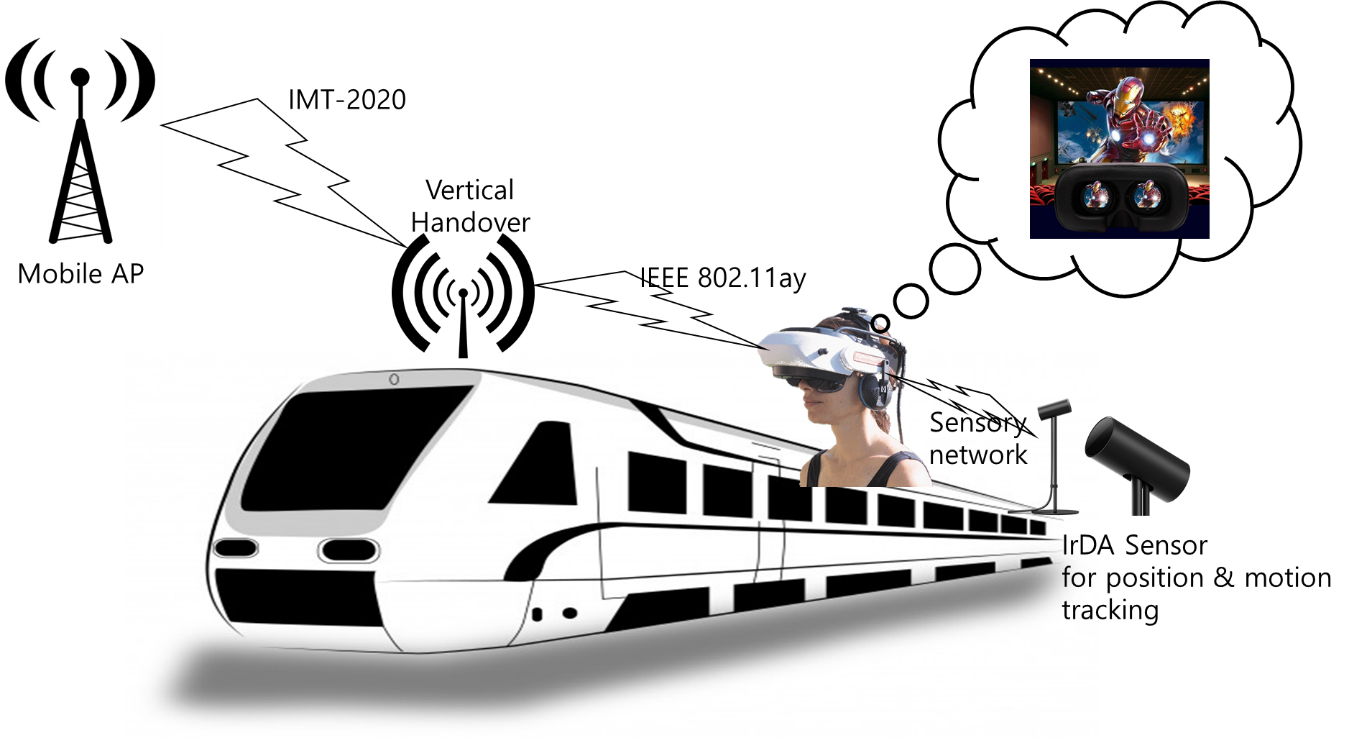 IMT-2020
Vertical
Handover
Mobile AP
IEEE 802.11ay
Sensory
network
IrDA Sensor
for position & motion
tracking